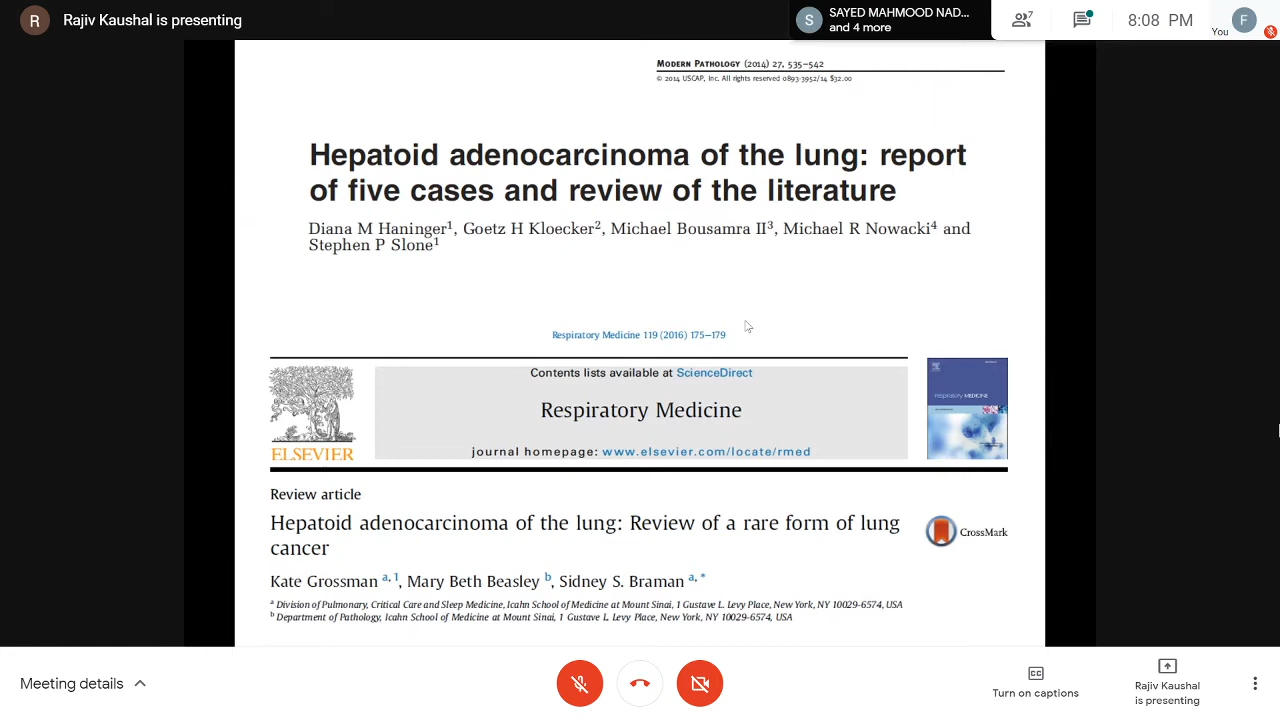 R
Rajiv Kaushal is presenting
S
SAYED MAHMOOD NAD...
and 4 more
7
8:08 PM
You
F
MODERN PATHOLOGY (2014) 27, 535–542
© 2014 USCAP, Inc. All rights reserved 0893-3952/14 $32.00
Hepatoid adenocarcinoma of the lung: report
of five cases and review of the literature
Diana M Haninger1, Goetz H Kloecker2, Michael Bousamra II3, Michael R Nowacki4 and
Stephen P Slone1
Respiratory Medicine 119 (2016) 175–179
Contents lists available at ScienceDirect
Respiratory Medicine
journal homepage: www.elsevier.com/locate/rmed
ELSEVIER
respiratory MEDICINE
Review article
Hepatoid adenocarcinoma of the lung: Review of a rare form of lung
cancer
CrossMark
Kate Grossman a, 1, Mary Beth Beasley b, Sidney S. Braman a, *
a Division of Pulmonary, Critical Care and Sleep Medicine, Icahn School of Medicine at Mount Sinai, 1 Gustave L. Levy Place, New York, NY 10029-6574, USA
b Department of Pathology, Icahn School of Medicine at Mount Sinai, 1 Gustave L. Levy Place, New York, NY 10029-6574, USA
Meeting details
CC
Turn on captions
Rajiv Kaushal
is presenting